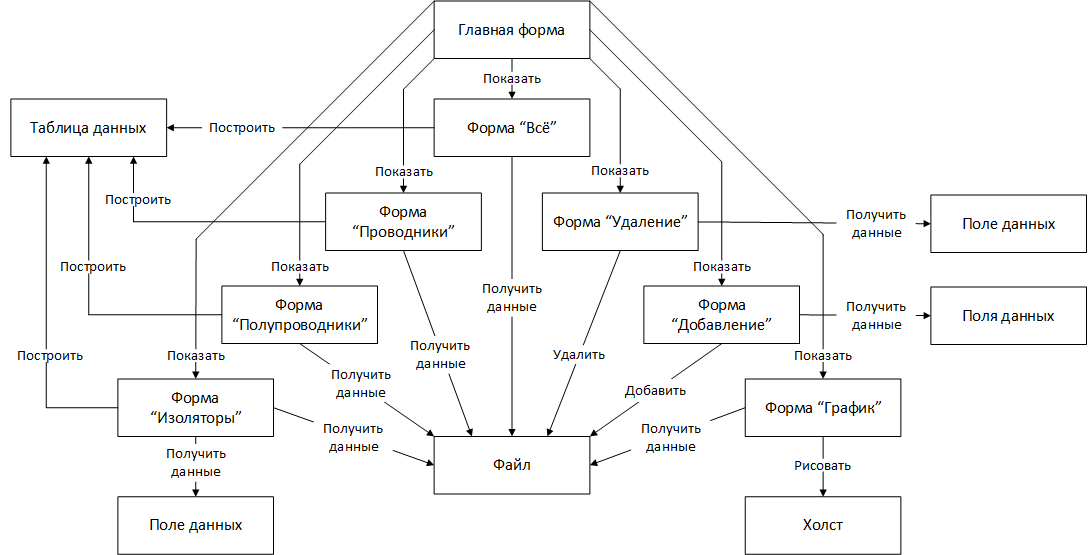 Главная форма
Показать
Таблица данных
Построить
Форма “Всё”
Показать
Показать
Построить
Форма
“Проводники”
Форма “Удаление”
Получить
данные
Поле данных
Построить
Показать
Получить
данные
Показать
Форма
“Полупроводники”
Форма
“Добавление”
Получить
данные
Поля данных
Построить
Показать
Получить
данные
Удалить
Показать
Получить
данные
Добавить
Форма
“Изоляторы”
Форма “График”
Получить
данные
Получить
данные
Получить
данные
Файл
Рисовать
Поле данных
Холст